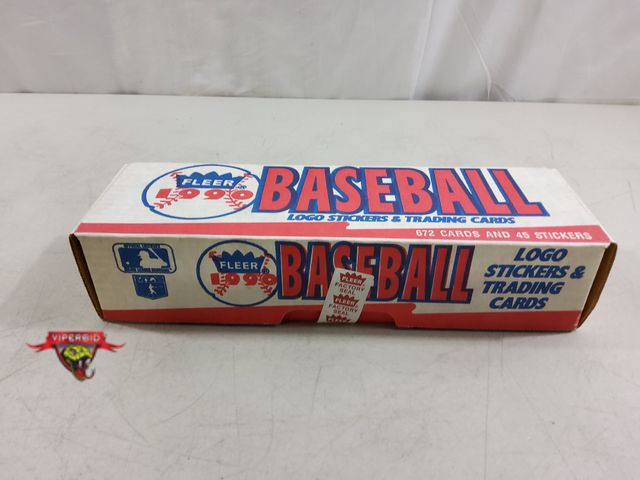 FLEER
1990
BASEBALL
LOGO STICKERS & TRADING CARDS
672 CARDS AND 45 STICKERS
FLEER
1990
BASEBALL
LOGO
STICKERS &
TRADING
CARDS
FLEER
FACTORY
SEAL
FLEER
FACTORY
SEAL
FLEER
VIPERBID